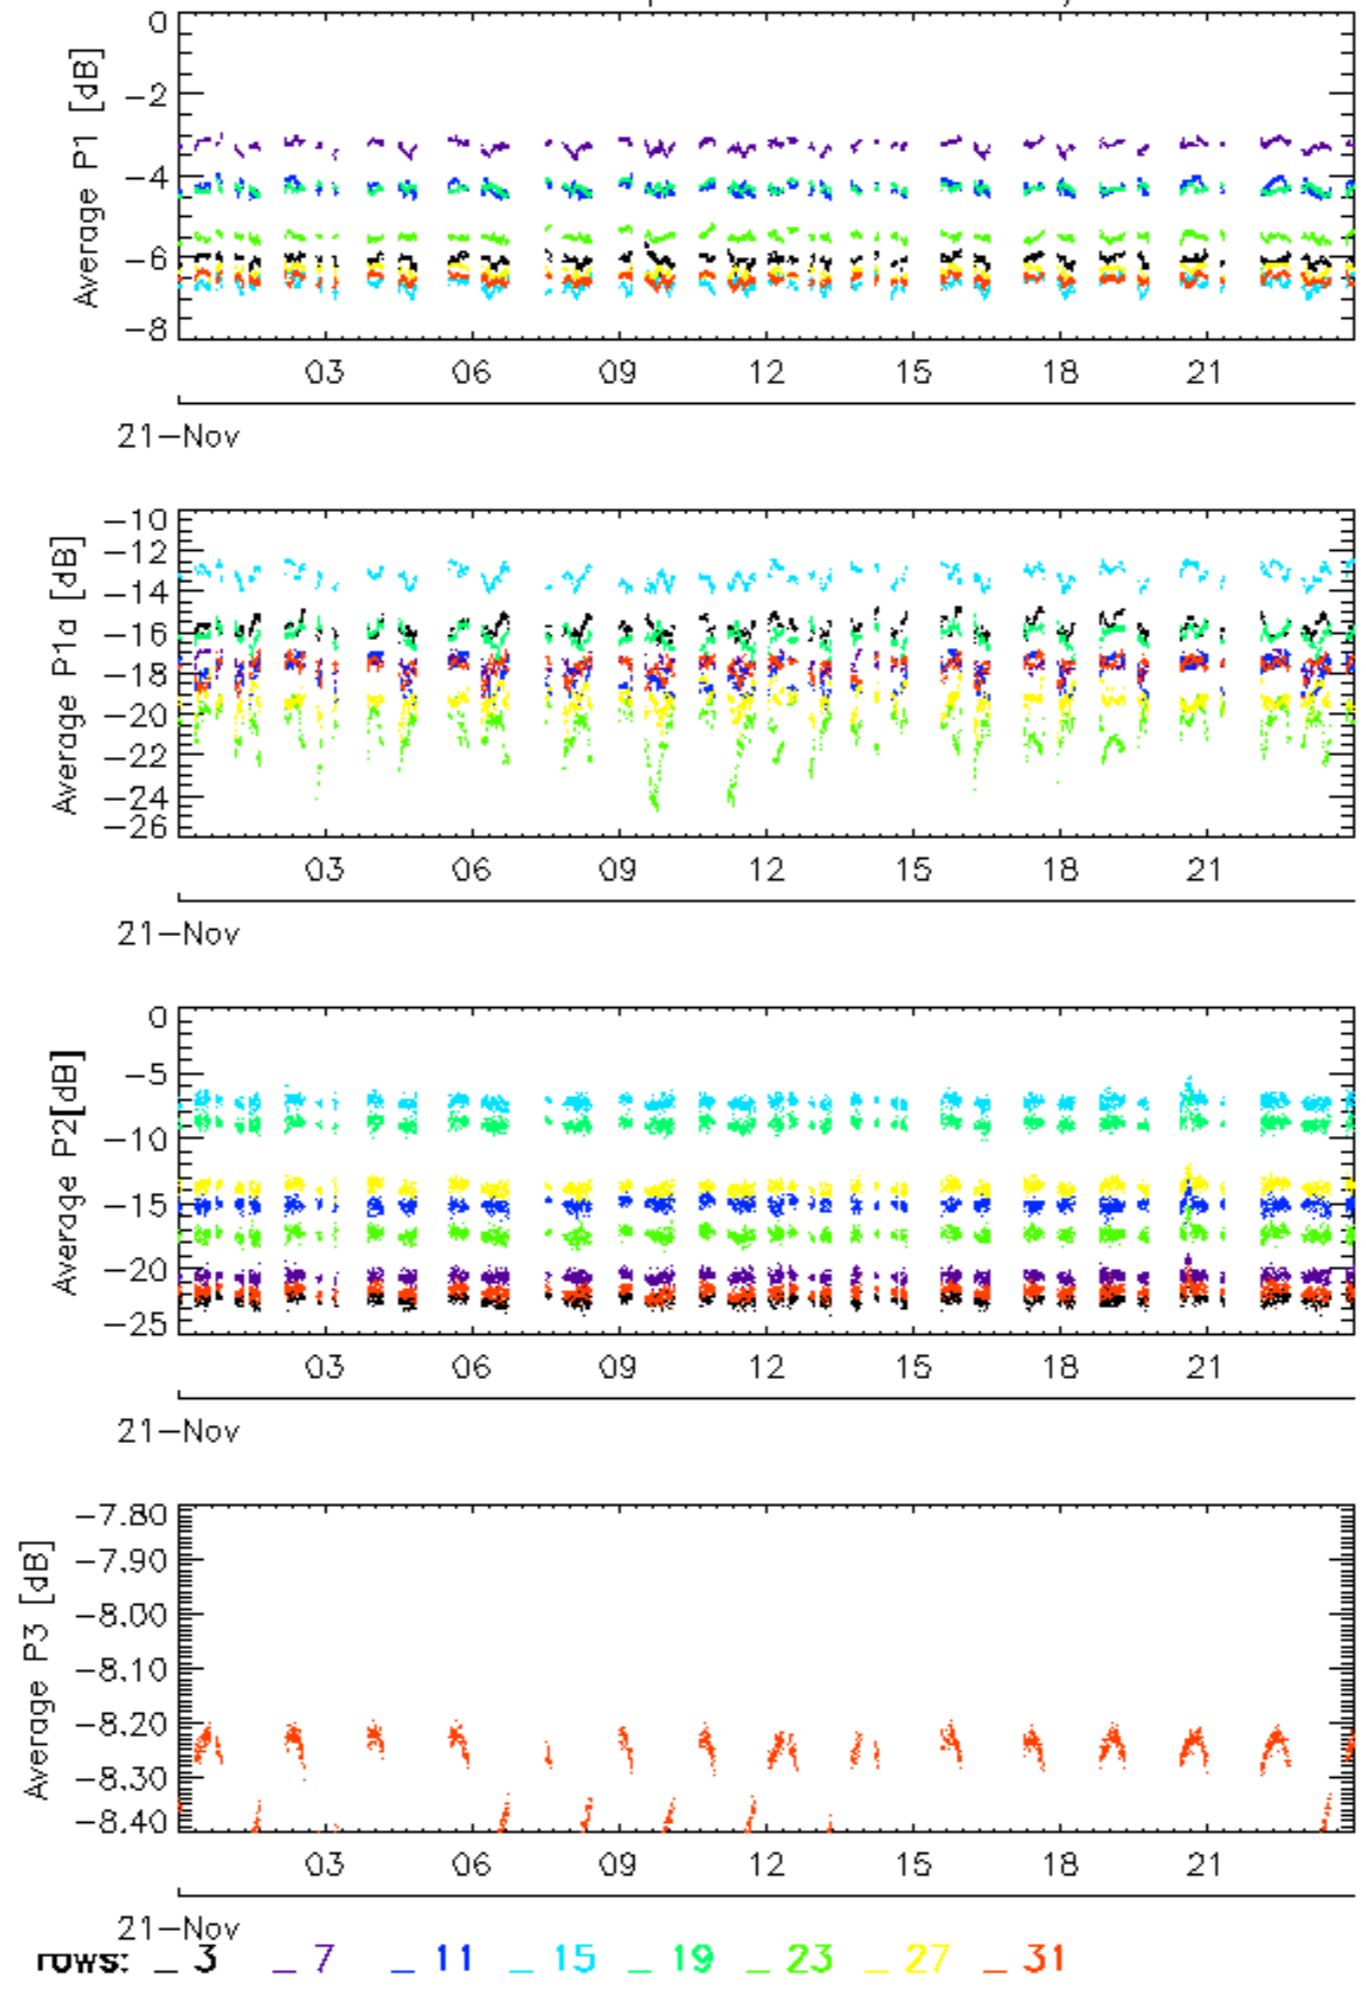 Average P1 [dB]
0
−2
−4
−6
−8
03 06 09 12 15 18 21
21−Nov
Average P1a [dB]
−10
−12
−14
−16
−18
−20
−22
−24
−26
03 06 09 12 15 18 21
21−Nov
Average P2[dB]
0
−5
−10
−15
−20
−25
03 06 09 12 15 18 21
21−Nov
Average P3 [dB]
−7.80
−7.90
−8.00
−8.10
−8.20
−8.30
−8.40
03 06 09 12 15 18 21
21−Nov
rows: _ 3 _ 7 _ 11 _ 15 _ 19 _ 23 _ 27 _ 31